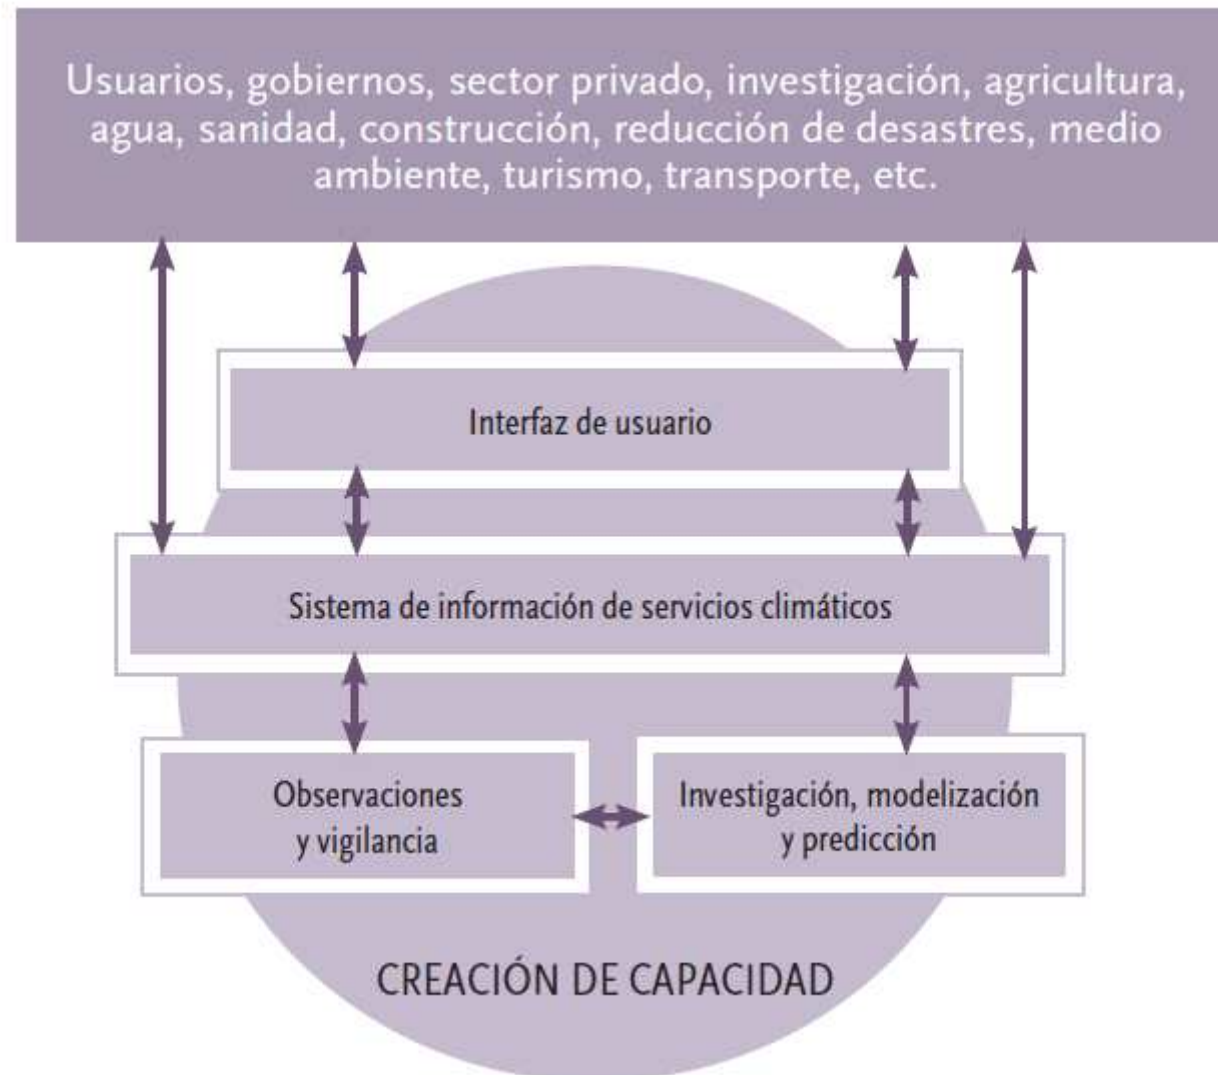 Usuarios, gobiernos, sector privado, investigación, agricultura,
agua, sanidad, construcción, reducción de desastres, medio
ambiente, turismo, transporte, etc.
Interfaz de usuario
Sistema de información de servicios climáticos
Observaciones
y vigilancia
Investigación, modelización
y predicción
CREACIÓN DE CAPACIDAD